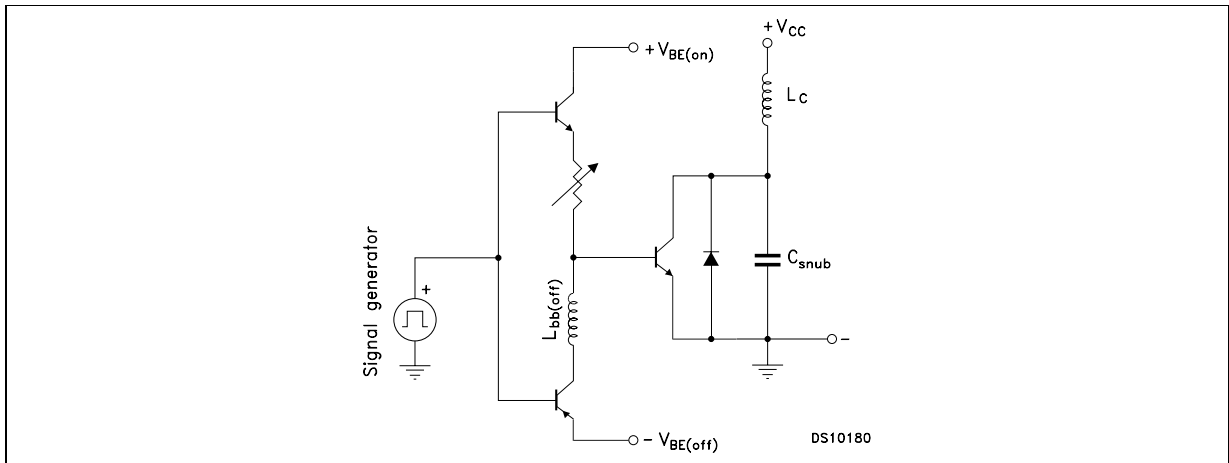 + V_CC
+ V_BE(on)
L_C
Signal generator
+
L_bb(off)
C_snub
-
- V_BE(off)
DS10180